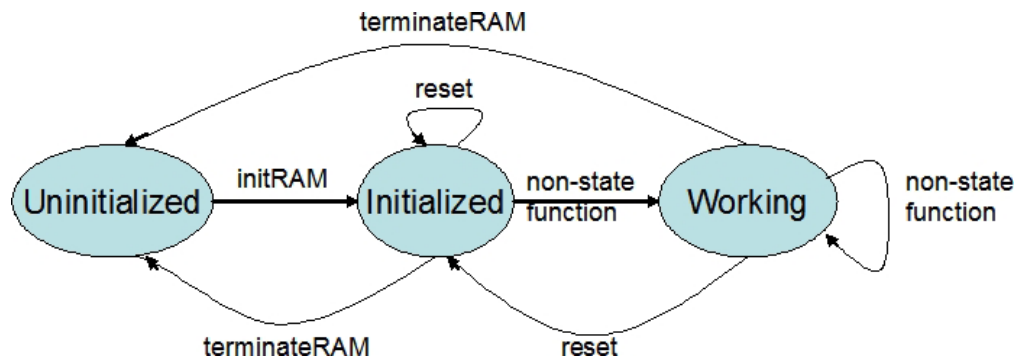 terminateRAM
reset
Uninitialized
initRAM
Initialized
non-state
function
Working
non-state
function
terminateRAM
reset